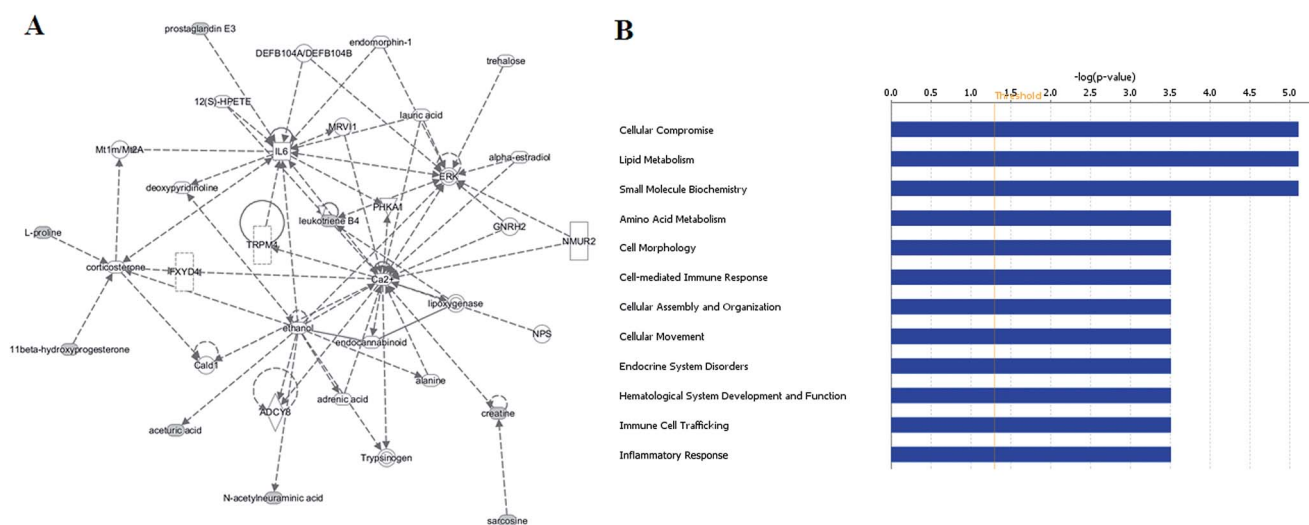 A
prostaglandin E3
DEFB104A/DEFB104B
endomorphin-1
trehalose
12(S)-HPETE
MRVI1
lauric acid
Mt1m/Mt2A
IL6
alpha-estradiol
ERK
deoxypyridinoline
PHKA1
leukotriene B4
GNRH2
L-proline
TRPM4
NMUR2
corticosterone
FXYD4
Ca2+
lipoxygenase
ethanol
NPS
endocannabinoid
11beta-hydroxyprogesterone
Cald1
alanine
adrenic acid
ADCY8
creatine
aceturic acid
Trypsinogen
N-acetylneuraminic acid
sarcosine
B
-log(p-value)
0.0 0.5 1.0 1.5 2.0 2.5 3.0 3.5 4.0 4.5 5.0
Threshold
Cellular Compromise
Lipid Metabolism
Small Molecule Biochemistry
Amino Acid Metabolism
Cell Morphology
Cell-mediated Immune Response
Cellular Assembly and Organization
Cellular Movement
Endocrine System Disorders
Hematological System Development and Function
Immune Cell Trafficking
Inflammatory Response